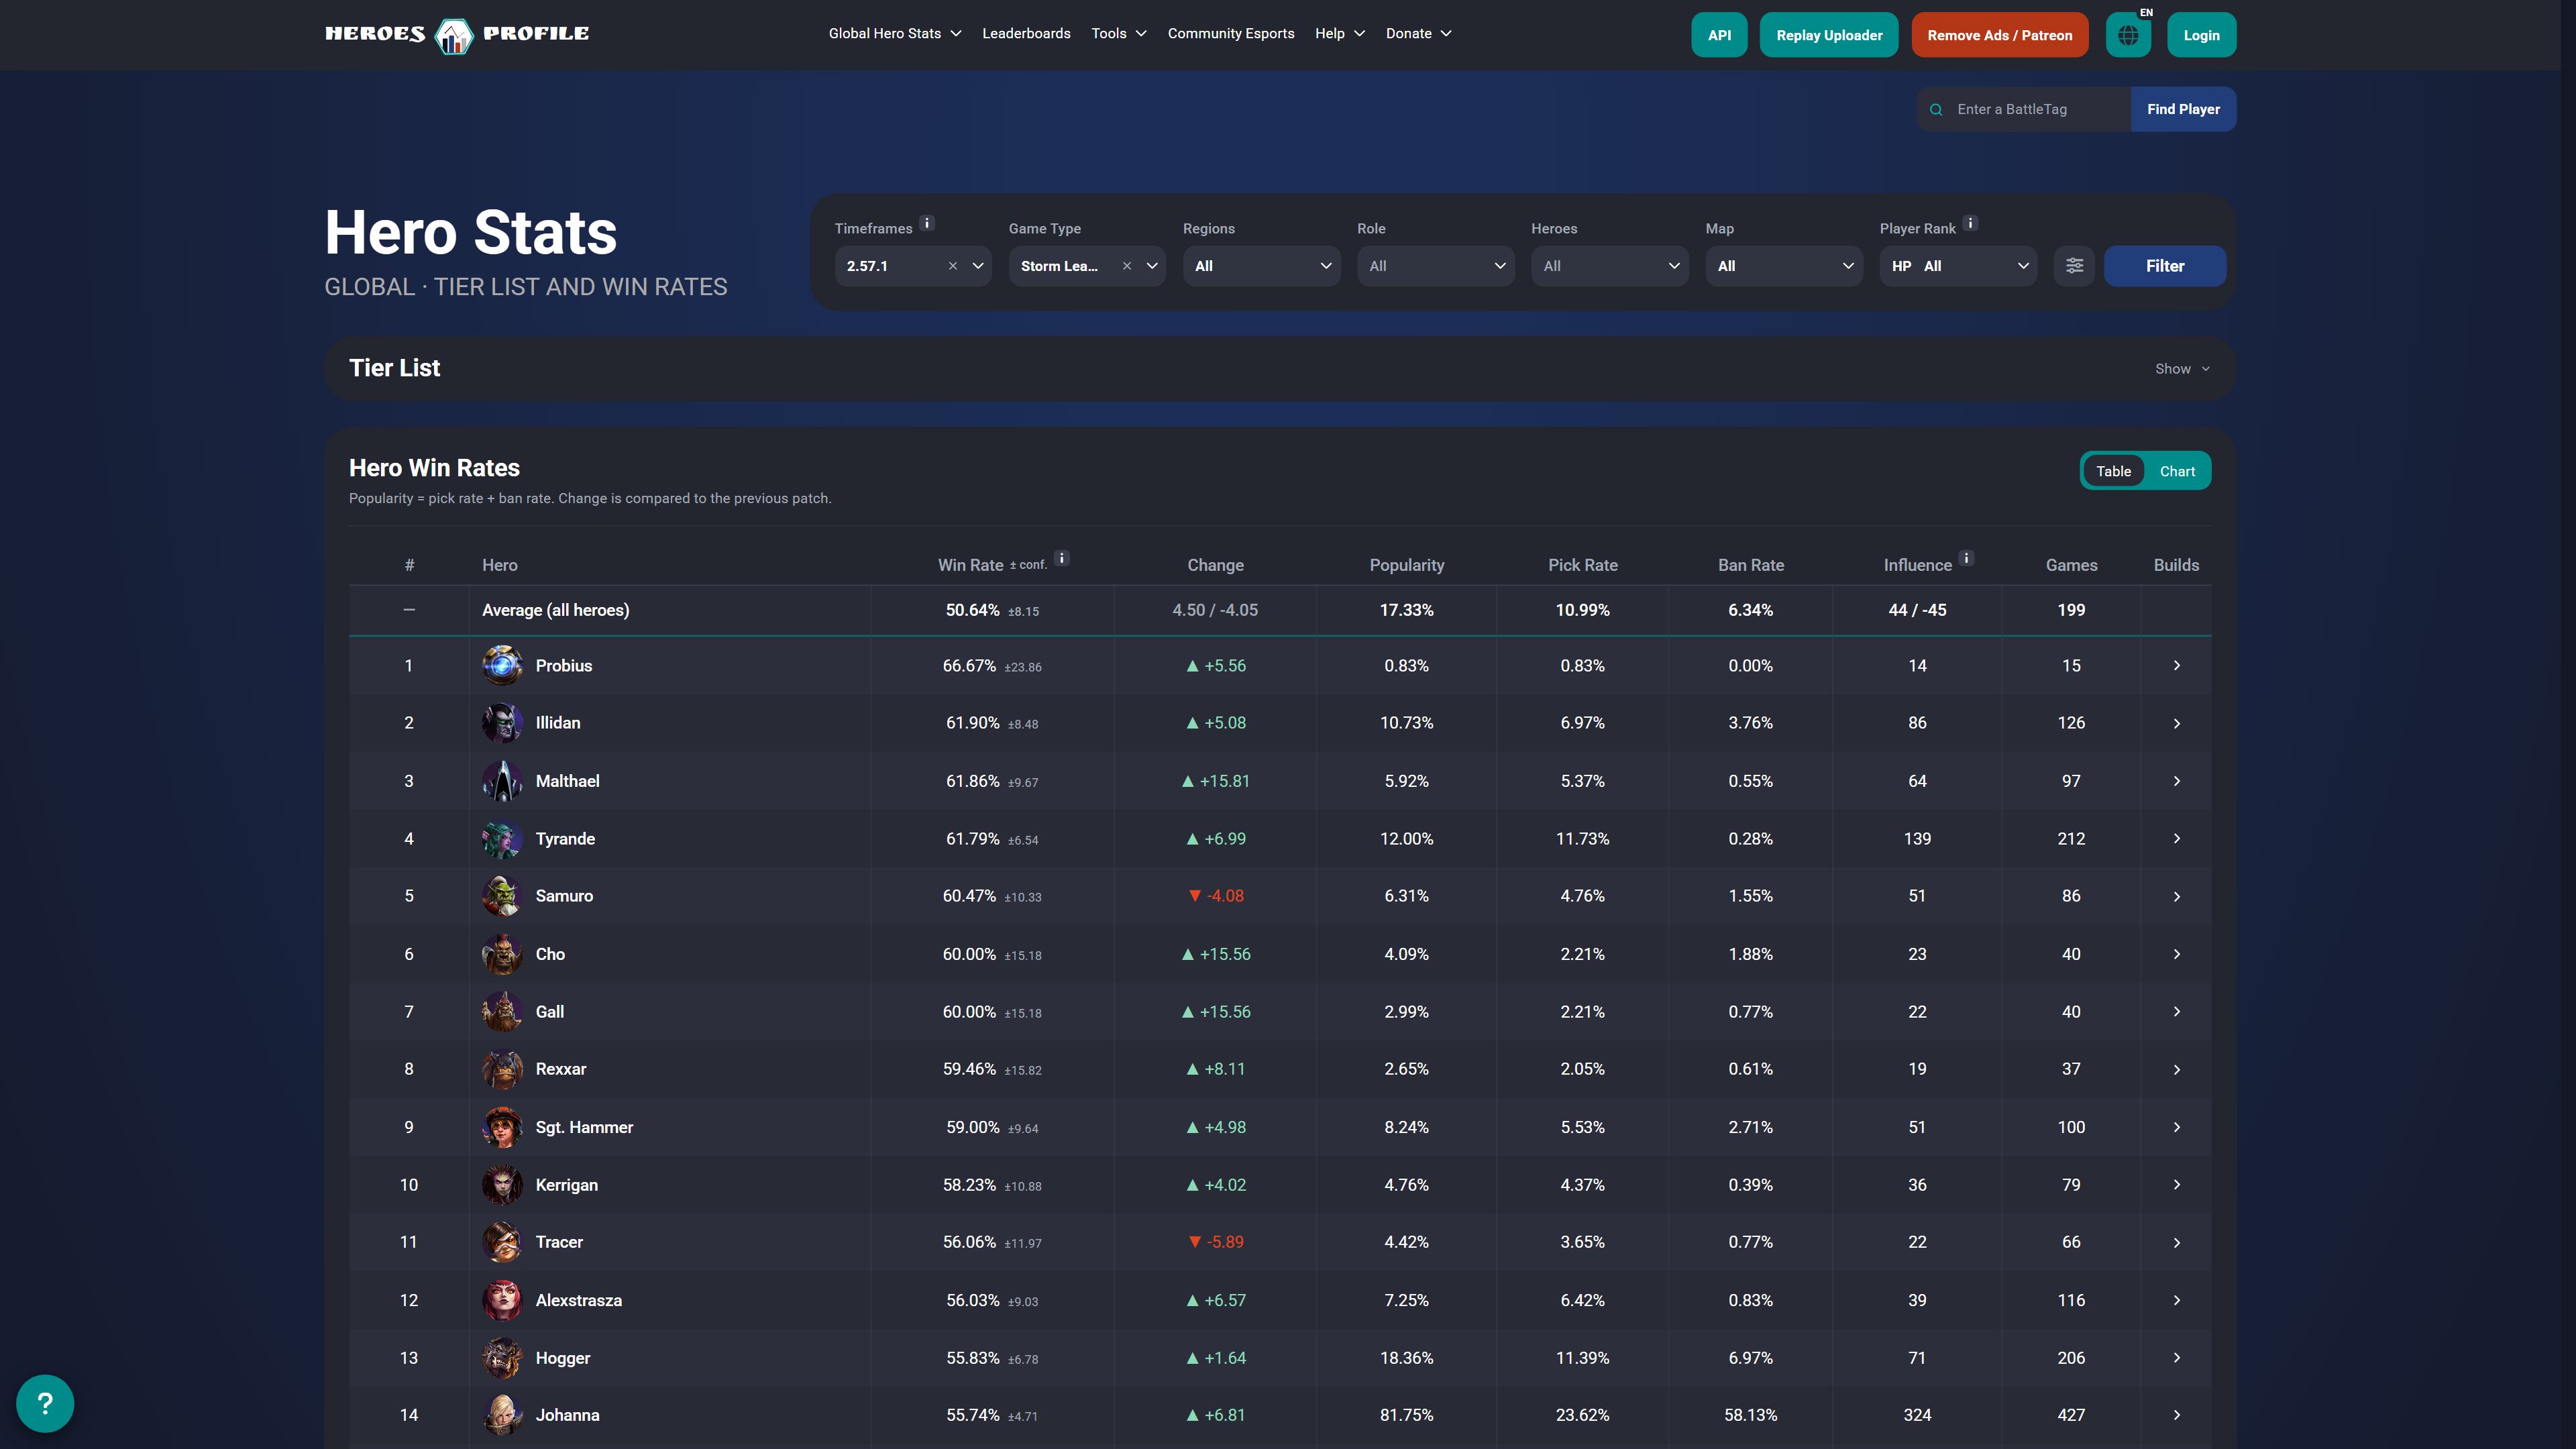 HEROES PROFILE
Global Hero Stats Leaderboards Tools Community Esports Help Donate
API Replay Uploader Remove Ads / Patreon EN Login
Enter a BattleTag Find Player
Hero Stats
GLOBAL · TIER LIST AND WIN RATES
Timeframes i Game Type Regions Role Heroes Map Player Rank i
2.57.1 × Storm Lea... × All All All All HP All Filter
Tier List Show
Hero Win Rates
Table Chart
Popularity = pick rate + ban rate. Change is compared to the previous patch.
# Hero Win Rate ± conf. i Change Popularity Pick Rate Ban Rate Influence i Games Builds
— Average (all heroes) 50.64% ±8.15 4.50 / -4.05 17.33% 10.99% 6.34% 44 / -45 199
1 Probius 66.67% ±23.86 ▲ +5.56 0.83% 0.83% 0.00% 14 15
2 Illidan 61.90% ±8.48 ▲ +5.08 10.73% 6.97% 3.76% 86 126
3 Malthael 61.86% ±9.67 ▲ +15.81 5.92% 5.37% 0.55% 64 97
4 Tyrande 61.79% ±6.54 ▲ +6.99 12.00% 11.73% 0.28% 139 212
5 Samuro 60.47% ±10.33 ▼ -4.08 6.31% 4.76% 1.55% 51 86
6 Cho 60.00% ±15.18 ▲ +15.56 4.09% 2.21% 1.88% 23 40
7 Gall 60.00% ±15.18 ▲ +15.56 2.99% 2.21% 0.77% 22 40
8 Rexxar 59.46% ±15.82 ▲ +8.11 2.65% 2.05% 0.61% 19 37
9 Sgt. Hammer 59.00% ±9.64 ▲ +4.98 8.24% 5.53% 2.71% 51 100
10 Kerrigan 58.23% ±10.88 ▲ +4.02 4.76% 4.37% 0.39% 36 79
11 Tracer 56.06% ±11.97 ▼ -5.89 4.42% 3.65% 0.77% 22 66
12 Alexstrasza 56.03% ±9.03 ▲ +6.57 7.25% 6.42% 0.83% 39 116
13 Hogger 55.83% ±6.78 ▲ +1.64 18.36% 11.39% 6.97% 71 206
14 Johanna 55.74% ±4.71 ▲ +6.81 81.75% 23.62% 58.13% 324 427
?